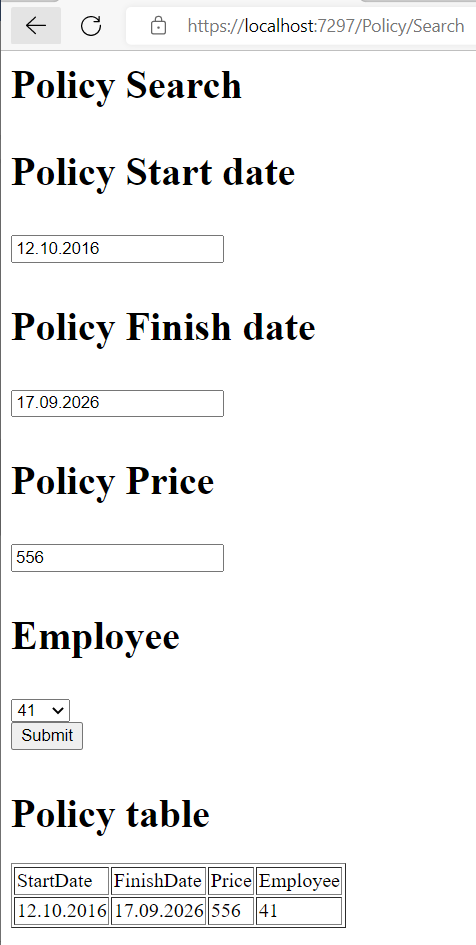 https://localhost:7297/Policy/Search
Policy Search
Policy Start date
12.10.2016
Policy Finish date
17.09.2026
Policy Price
556
Employee
41
Submit
Policy table
StartDate FinishDate Price Employee
12.10.2016 17.09.2026 556 41